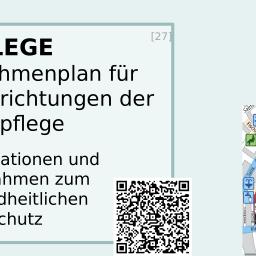 [27]
LEGE
hmenplan für
richtungen der
pflege
ationen und
ahmen zum
dheitlichen
chutz